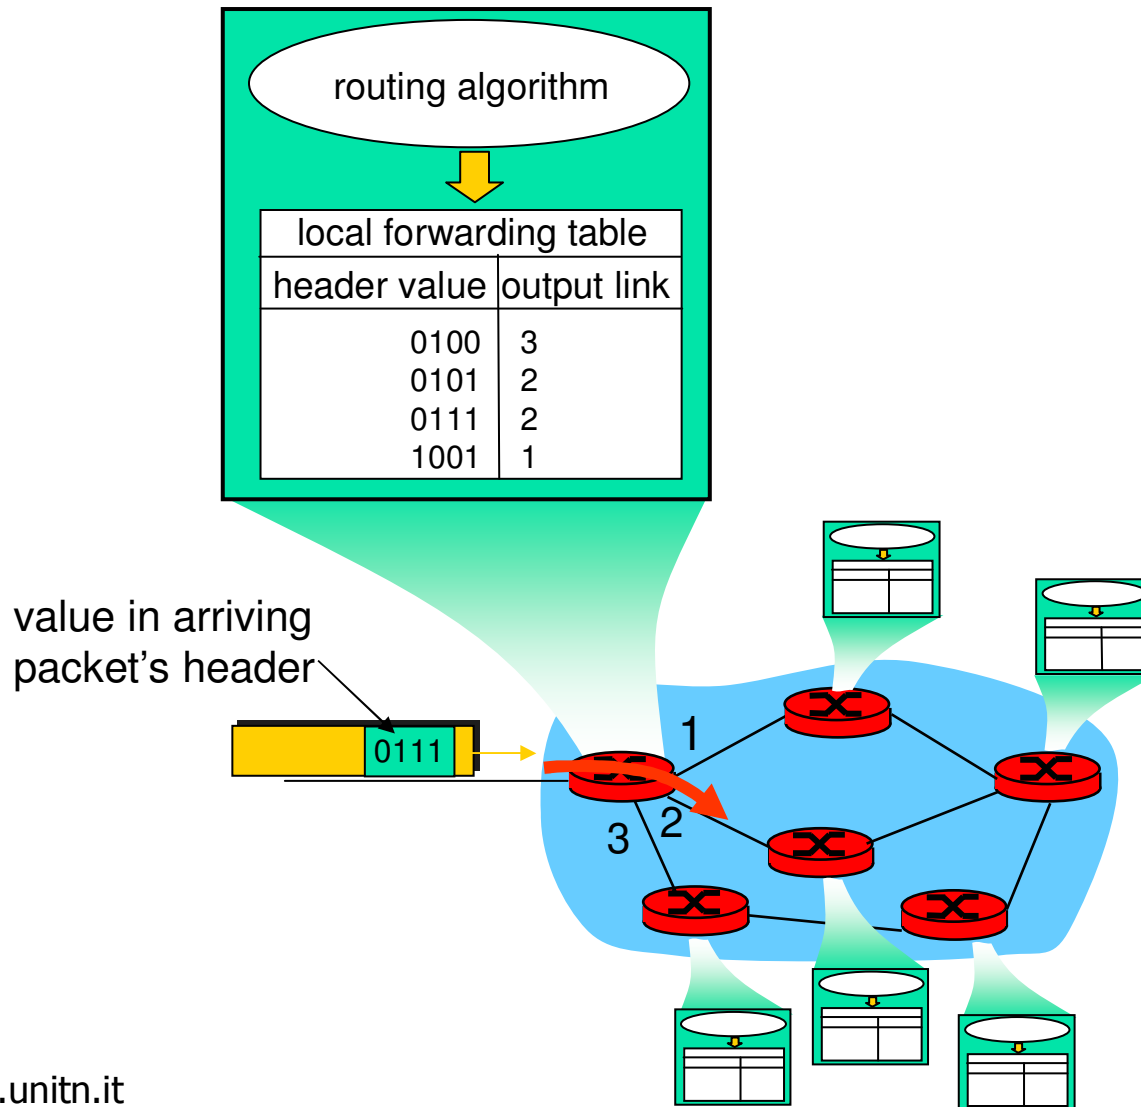 routing algorithm
local forwarding table
header value output link
0100 3
0101 2
0111 2
1001 1
value in arriving
packet's header
0111
1
2
3
.unitn.it